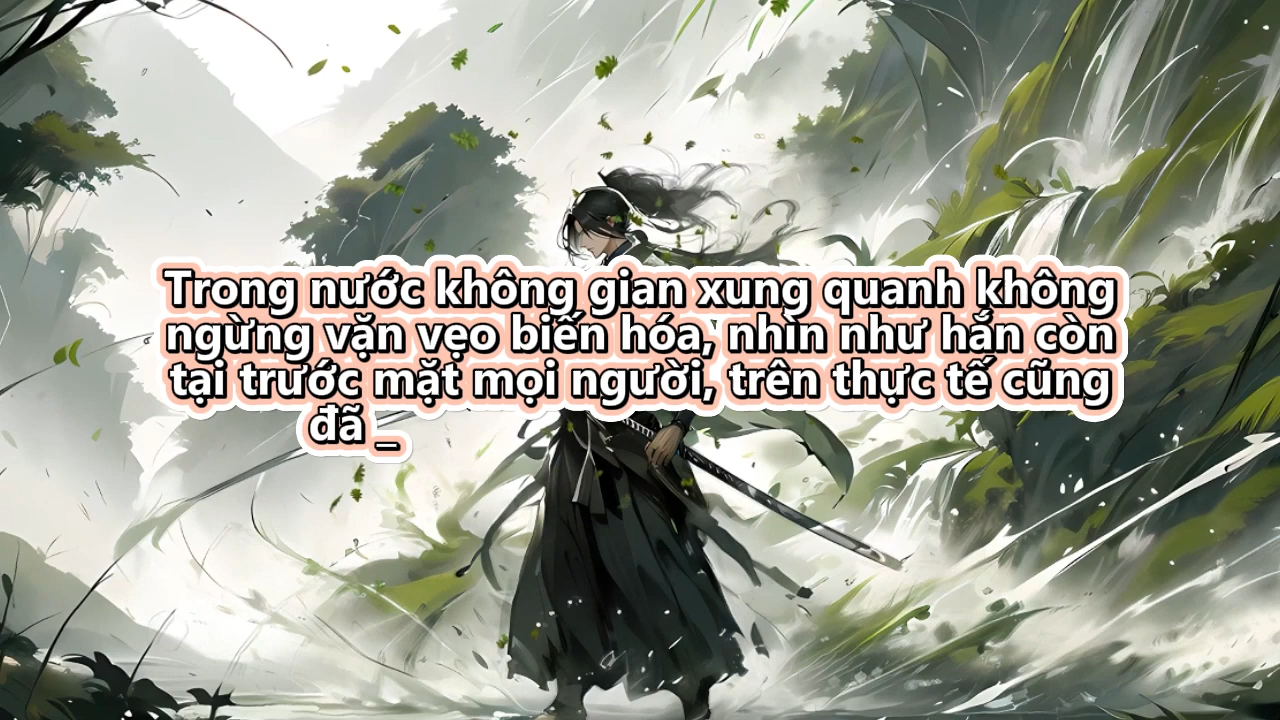 Trong nước không gian xung quanh không
ngừng vặn vẹo biến hóa, nhìn như hắn còn
tại trước mặt mọi người, trên thực tế cũng
đã _